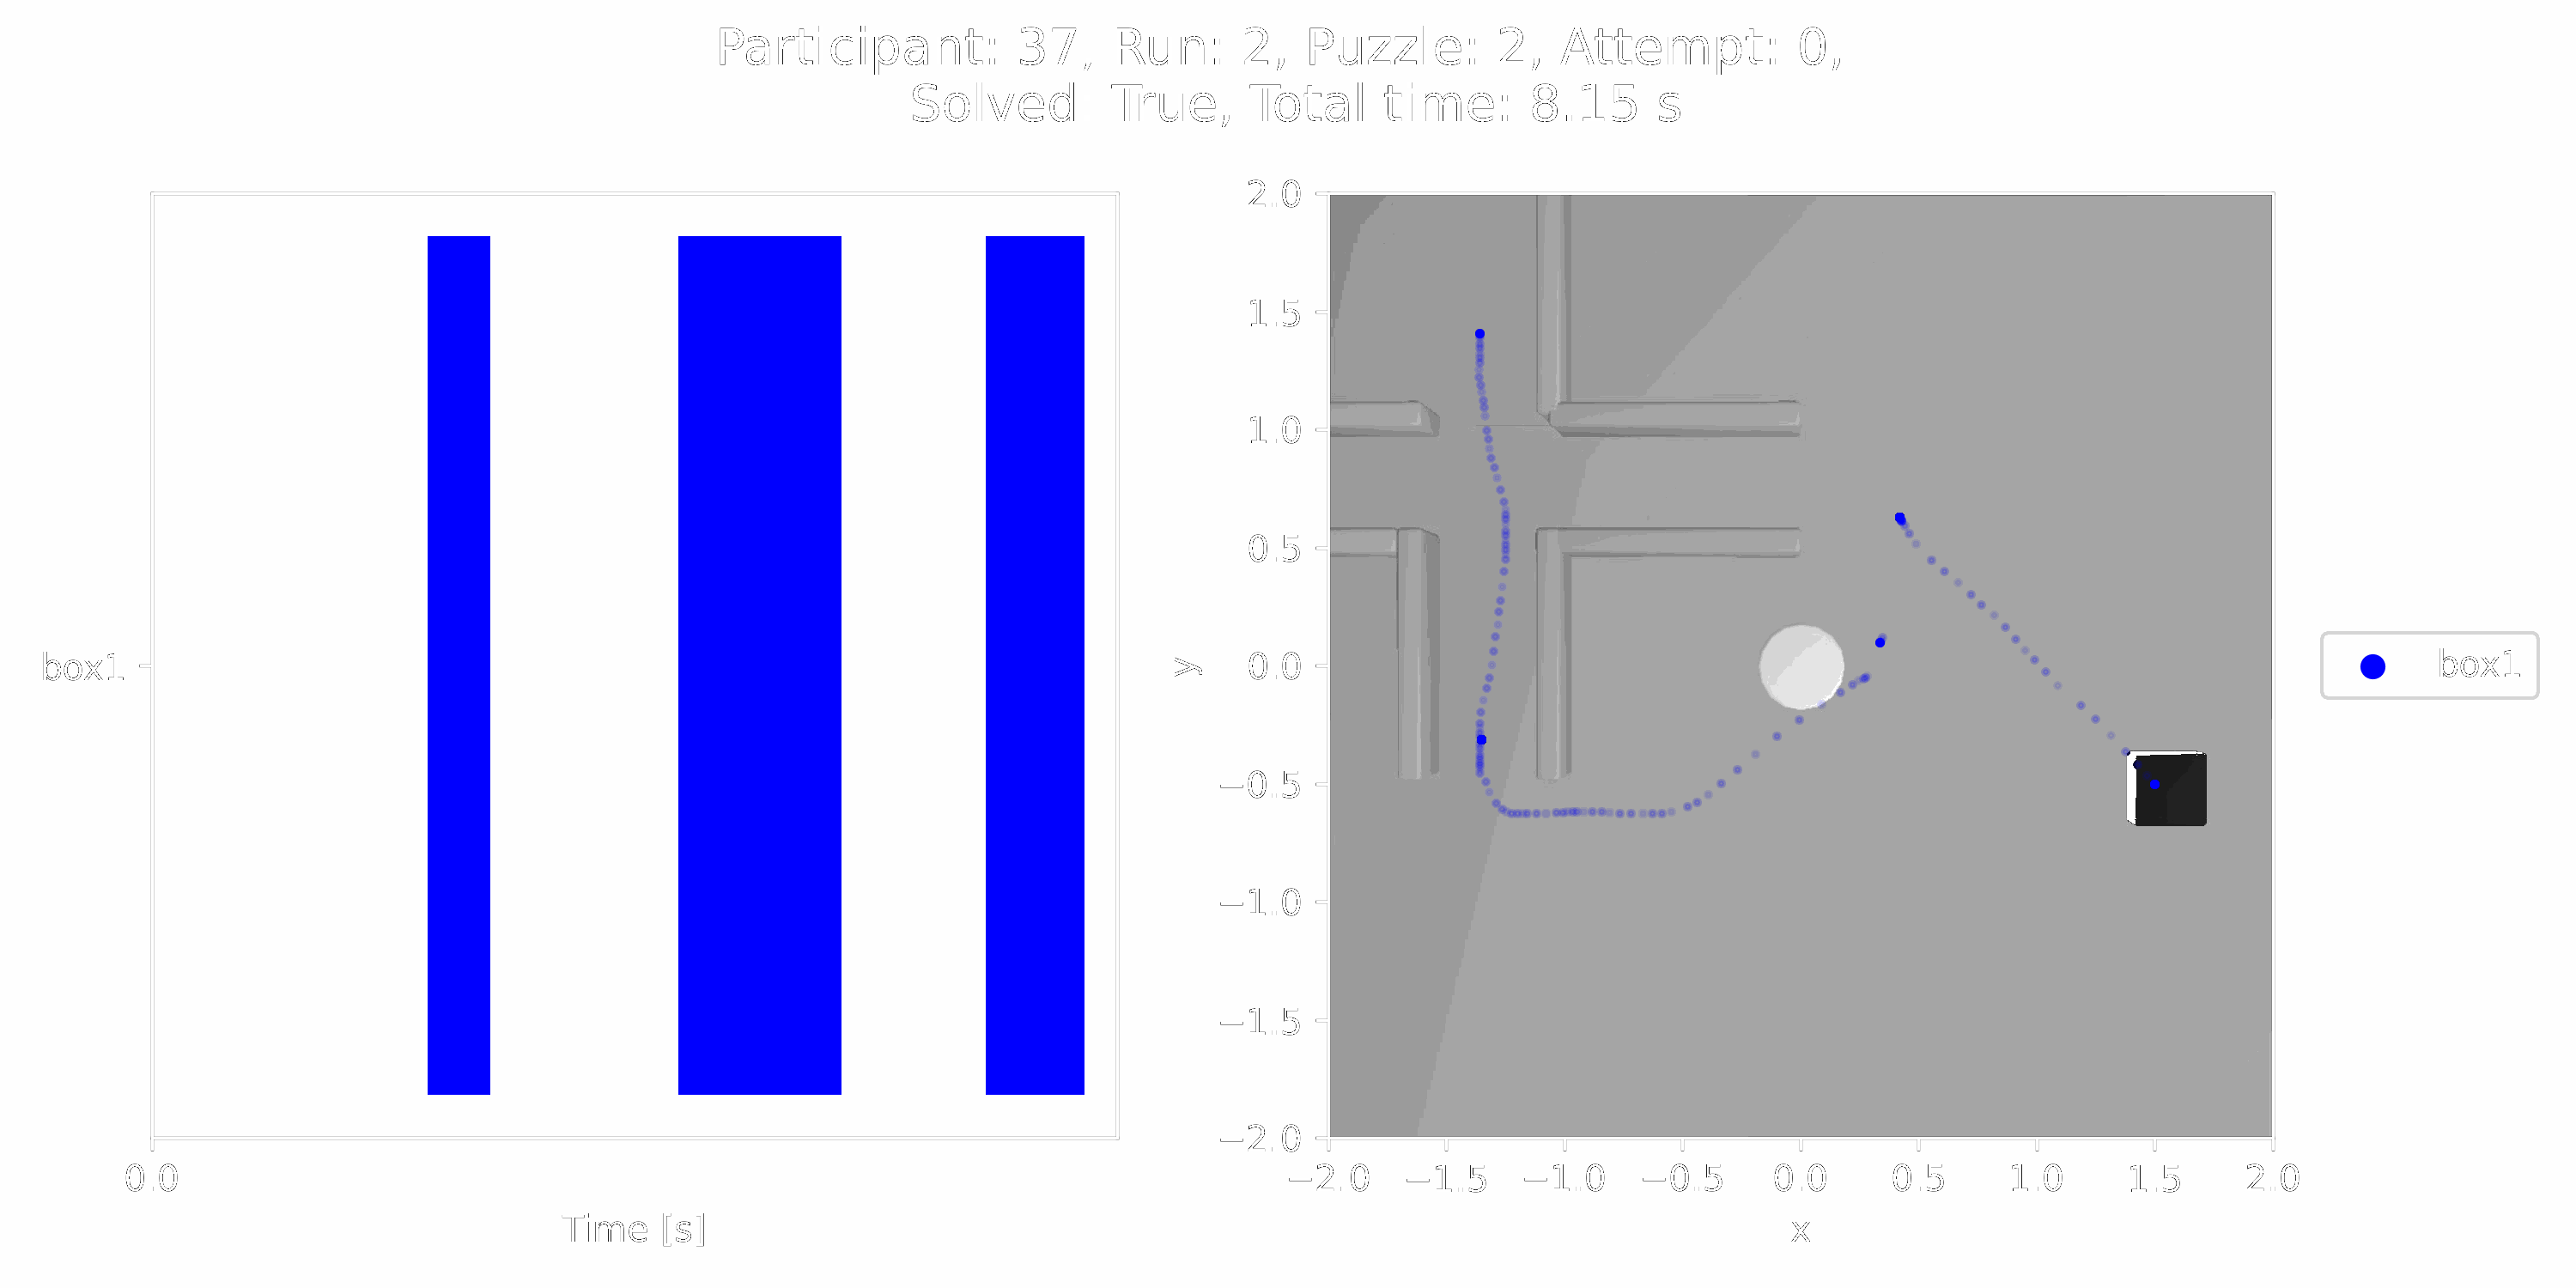 Participant: 37, Run: 2, Puzzle: 2, Attempt: 0,
Solved True, Total time: 8.15 s
box1
0.0
Time [s]
y
2.0
1.5
1.0
0.5
0.0
−0.5
−1.0
−1.5
−2.0
−2.0 −1.5 −1.0 −0.5 0.0 0.5 1.0 1.5 2.0
x
box1